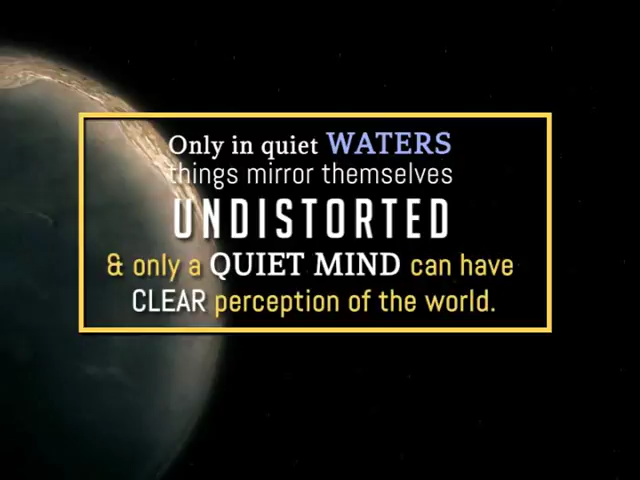 Only in quiet WATERS
things mirror themselves
UNDISTORTED
& only a QUIET MIND can have
CLEAR perception of the world.